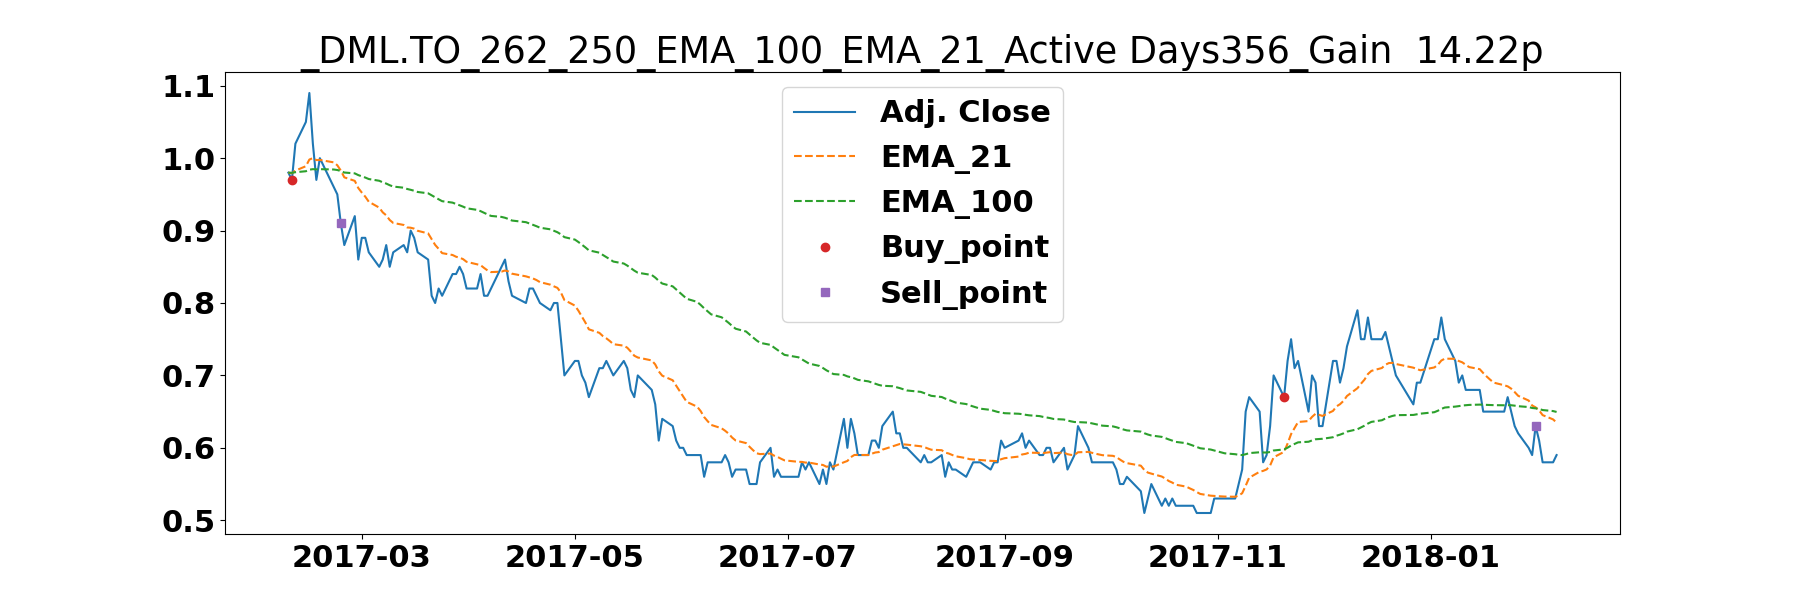 _DML.TO_262_250_EMA_100_EMA_21_Active Days356_Gain  14.22p
1.1
1.0
0.9
0.8
0.7
0.6
0.5
Adj. Close
EMA_21
EMA_100
Buy_point
Sell_point
2017-03 2017-05 2017-07 2017-09 2017-11 2018-01